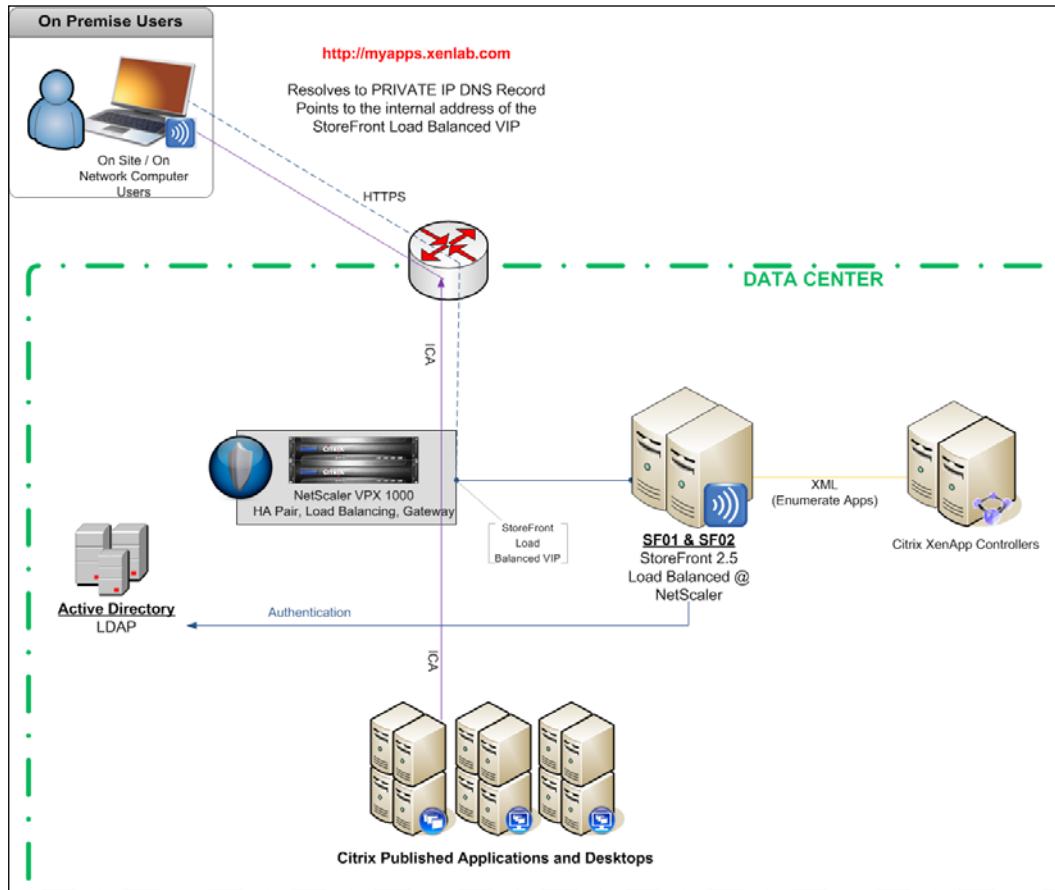 On Premise Users
On Site / On
Network Computer
Users
http://myapps.xenlab.com
Resolves to PRIVATE IP DNS Record
Points to the internal address of the
StoreFront Load Balanced VIP
HTTPS
DATA CENTER
ICA
CITRIX
NetScaler VPX 1000
HA Pair, Load Balancing, Gateway
StoreFront
Load
Balanced VIP
SF01 & SF02
StoreFront 2.5
Load Balanced @
NetScaler
XML
(Enumerate Apps)
Citrix XenApp Controllers
Active Directory
LDAP
Authentication
ICA
Citrix Published Applications and Desktops